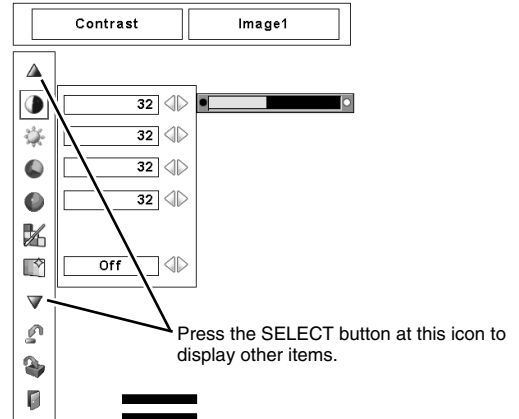 Contrast Image1
32
32
32
32
Off
Press the SELECT button at this icon to
display other items.